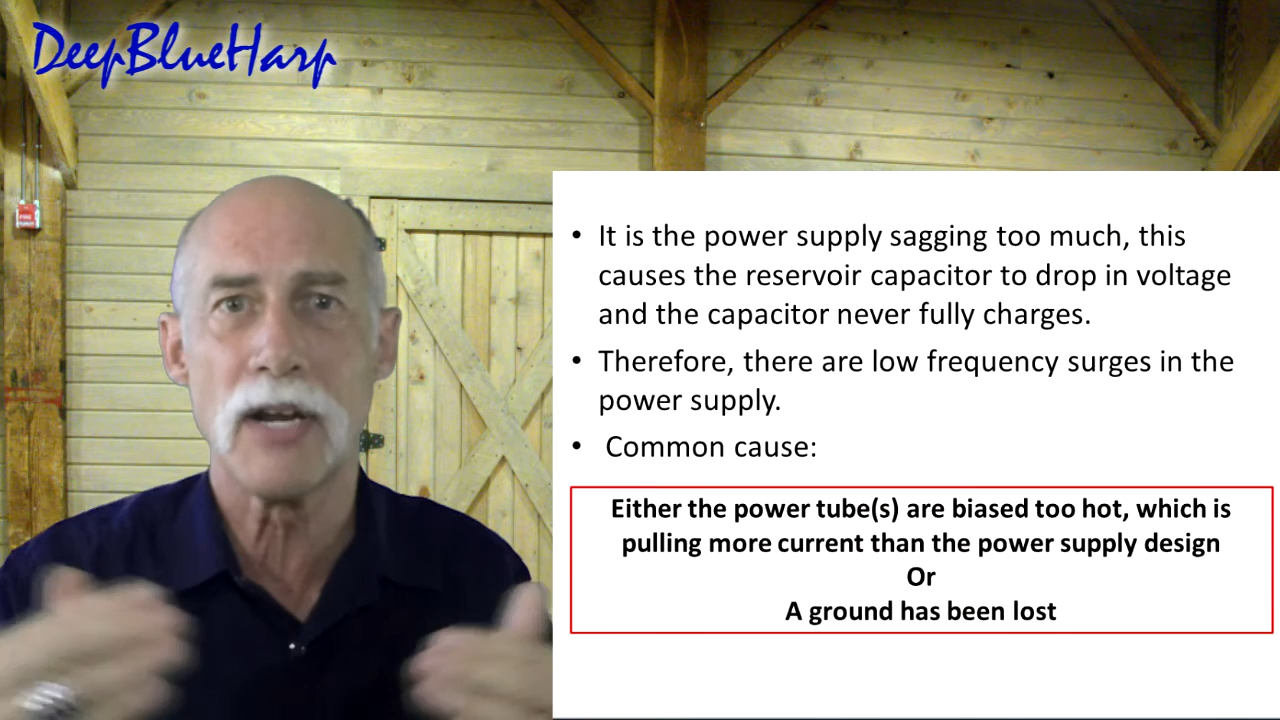 DeepBlueHarp
• It is the power supply sagging too much, this
causes the reservoir capacitor to drop in voltage
and the capacitor never fully charges.
• Therefore, there are low frequency surges in the
power supply.
• Common cause:
Either the power tube(s) are biased too hot, which is
pulling more current than the power supply design
Or
A ground has been lost